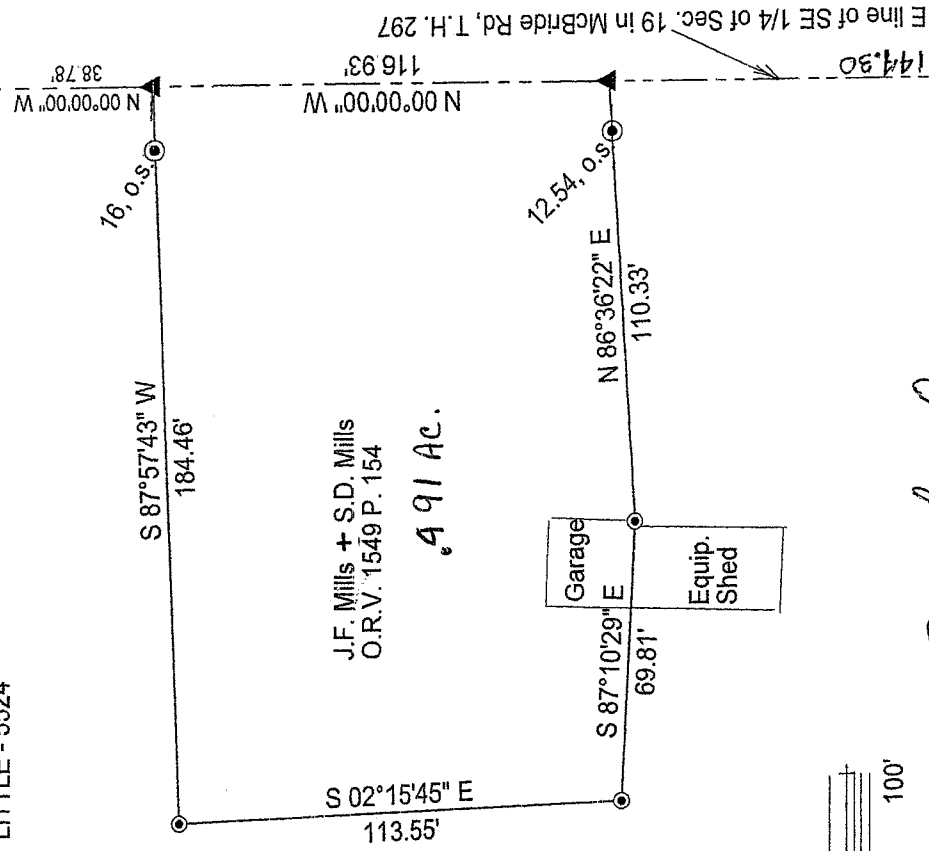 E line of SE 1/4 of Sec. 19 in McBride Rd, T.H. 297
38.78'
N 00°00'00" W
116.93'
N 00°00'00" W
144.30
16, o.s.
12.54, o.s.
S 87°57'43" W
184.46'
N 86°36'22" E
110.33'
J.F. Mills + S.D. Mills
O.R.V. 1549 P. 154
.991 AC.
Garage
Equip.
Shed
S 87°10'29" E
69.81'
S 02°15'45" E
113.55'
100'